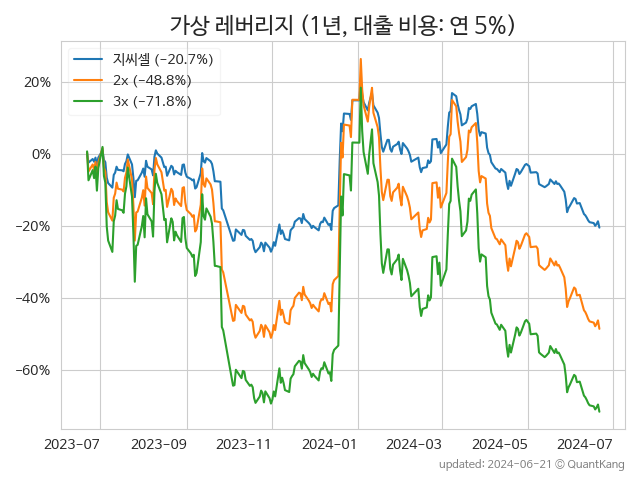 가상 레버리지 (1년, 대출 비용: 연 5%)
지씨셀 (−20.7%)
2x (−48.8%)
3x (−71.8%)
20%
0%
−20%
−40%
−60%
2023-07 2023-09 2023-11 2024-01 2024-03 2024-05 2024-07
updated: 2024-06-21 © QuantKang